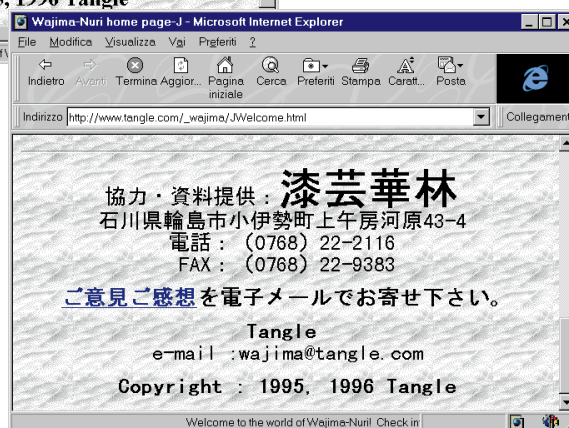 , 1996 Tangle
Wajima-Nuri home page-J - Microsoft Internet Explorer
File Modifica Visualizza Vai Preferiti ?
Indietro Avanti Termina Aggior... Pagina iniziale Cerca Preferiti Stampa Caratt... Posta
Indirizzo http://www.tangle.com/_wajima/JWelcome.html Collegament
協力・資料提供：漆芸華林
石川県輪島市小伊勢町上午房河原43-4
電話： (0768) 22-2116
FAX： (0768) 22-9383
ご意見ご感想を電子メールでお寄せ下さい。
Tangle
e-mail :wajima@tangle.com
Copyright : 1995, 1996 Tangle
Welcome to the world of Wajima-Nuri! Check in